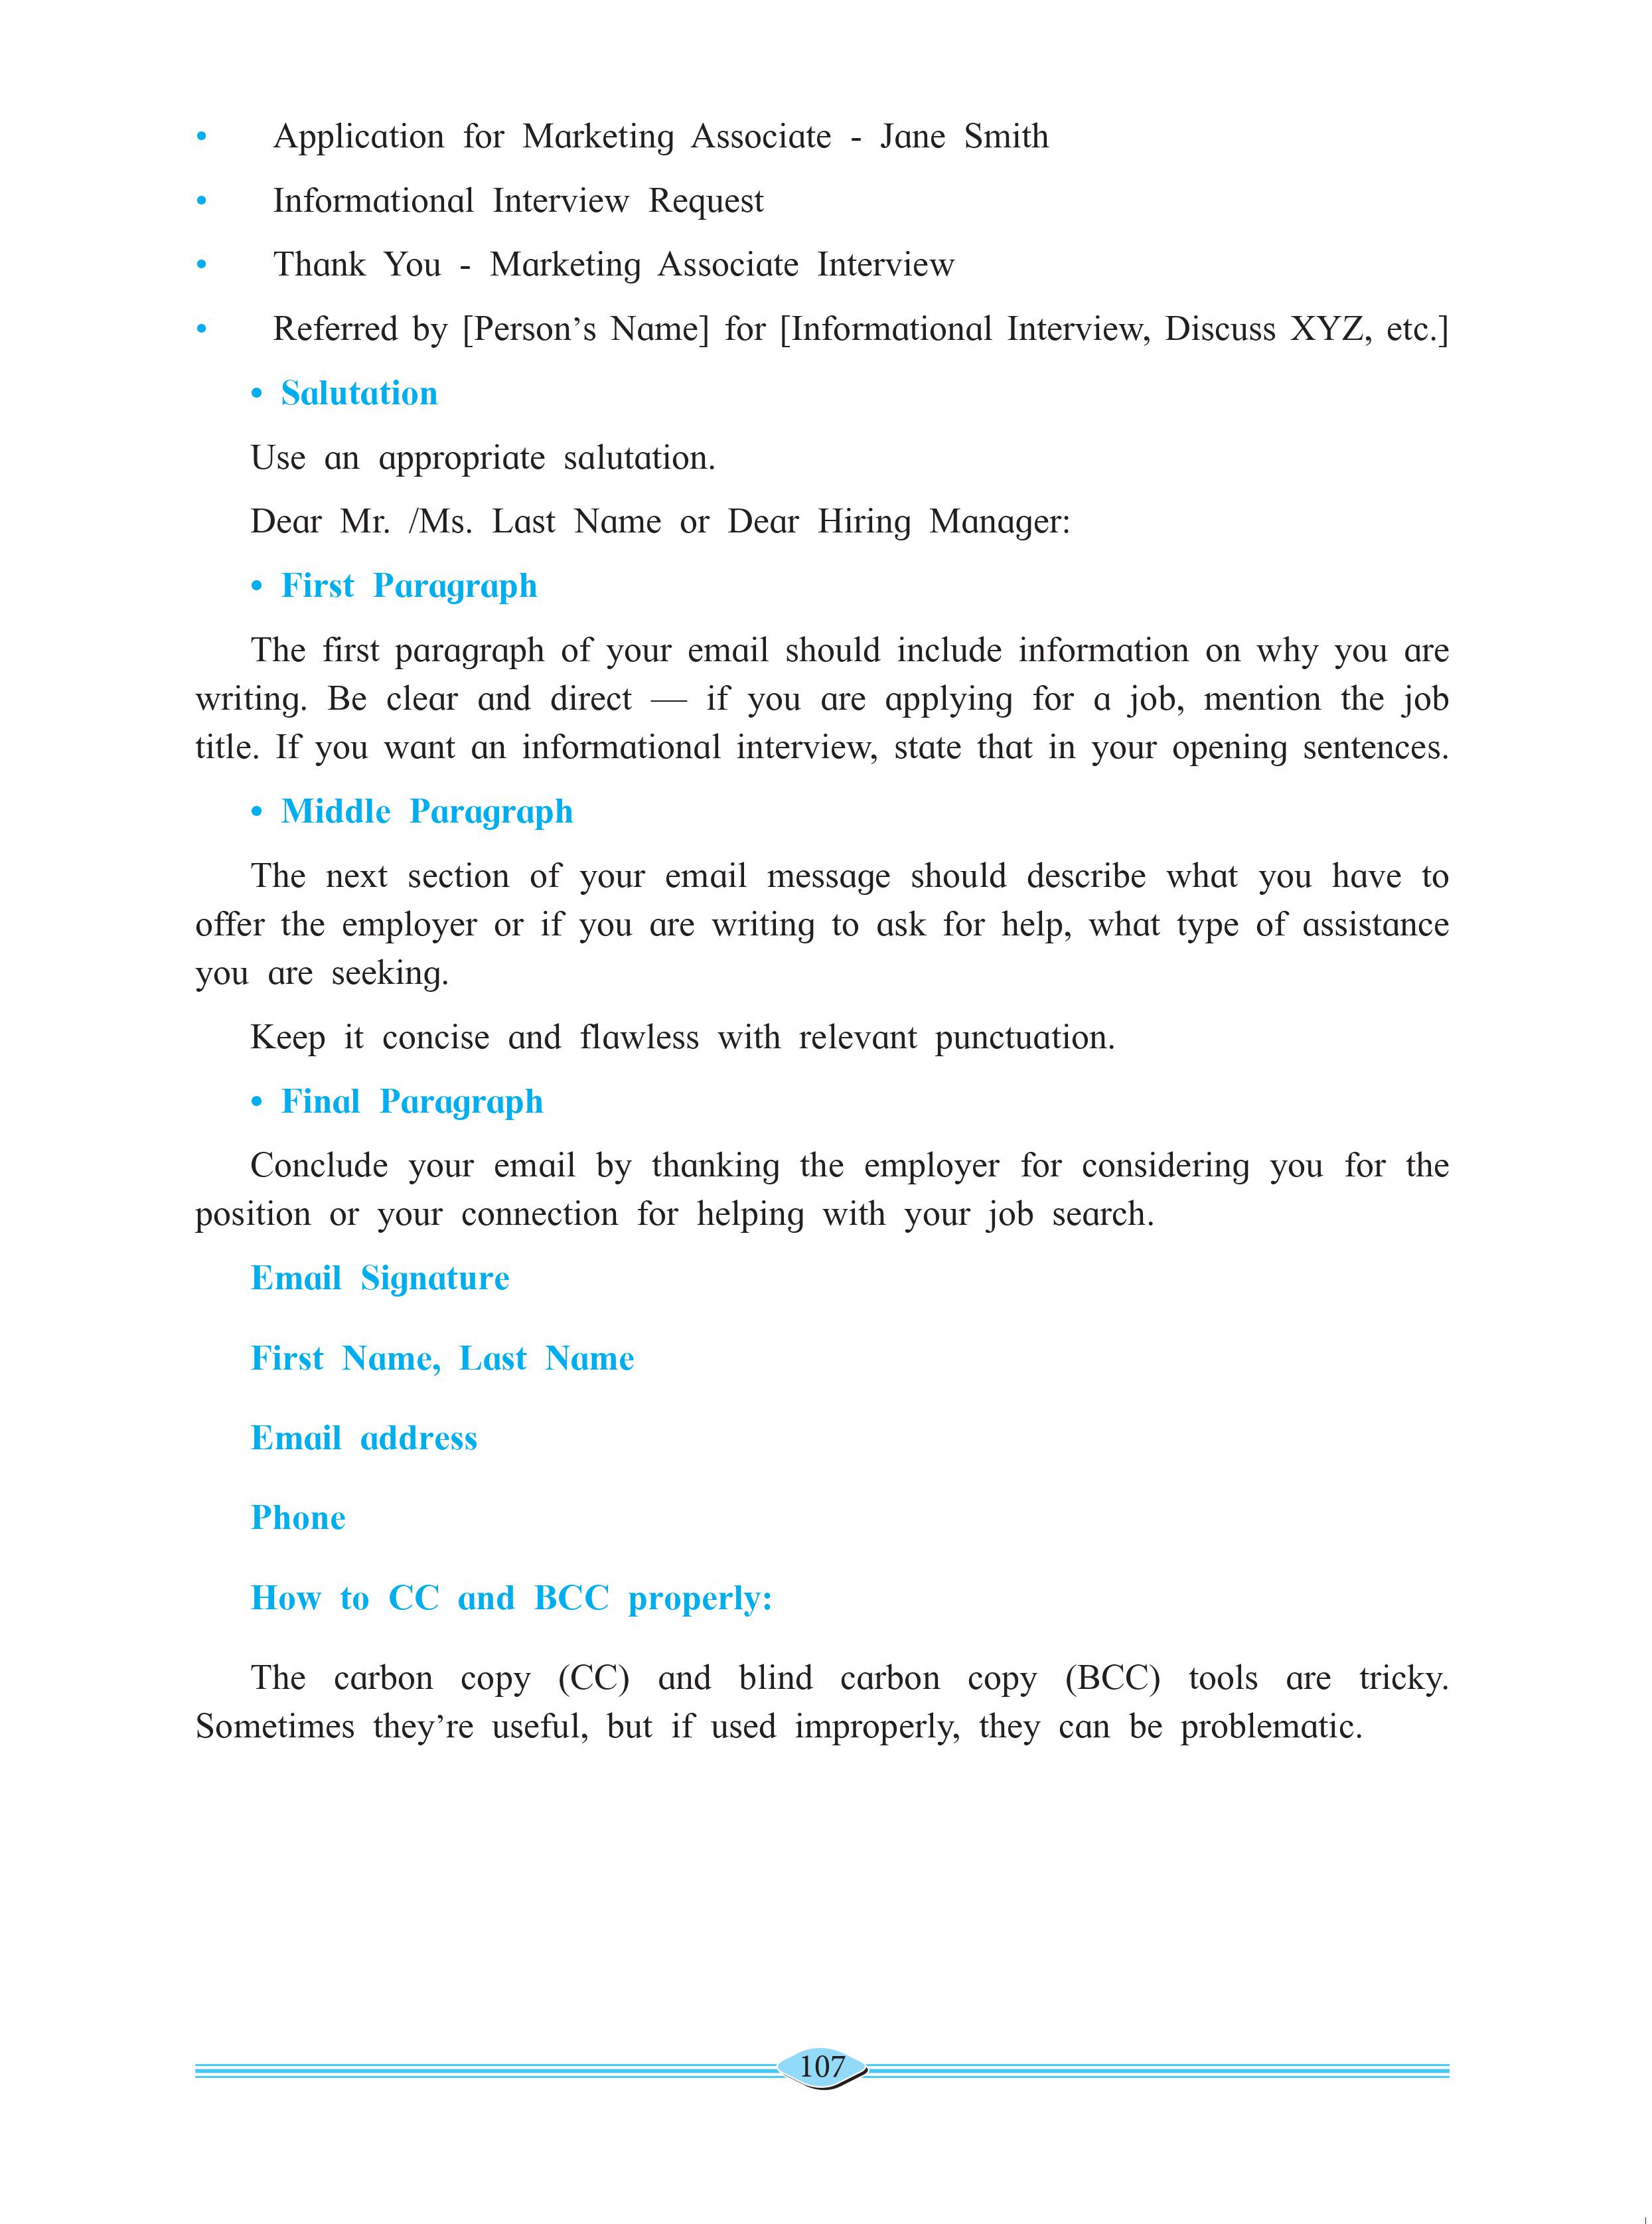 • Application for Marketing Associate - Jane Smith
• Informational Interview Request
• Thank You - Marketing Associate Interview
• Referred by [Person’s Name] for [Informational Interview, Discuss XYZ, etc.]
• Salutation
Use an appropriate salutation.
Dear Mr. /Ms. Last Name or Dear Hiring Manager:
• First Paragraph
The first paragraph of your email should include information on why you are
writing. Be clear and direct — if you are applying for a job, mention the job
title. If you want an informational interview, state that in your opening sentences.
• Middle Paragraph
The next section of your email message should describe what you have to
offer the employer or if you are writing to ask for help, what type of assistance
you are seeking.
Keep it concise and flawless with relevant punctuation.
• Final Paragraph
Conclude your email by thanking the employer for considering you for the
position or your connection for helping with your job search.
Email Signature
First Name, Last Name
Email address
Phone
How to CC and BCC properly:
The carbon copy (CC) and blind carbon copy (BCC) tools are tricky.
Sometimes they’re useful, but if used improperly, they can be problematic.
107